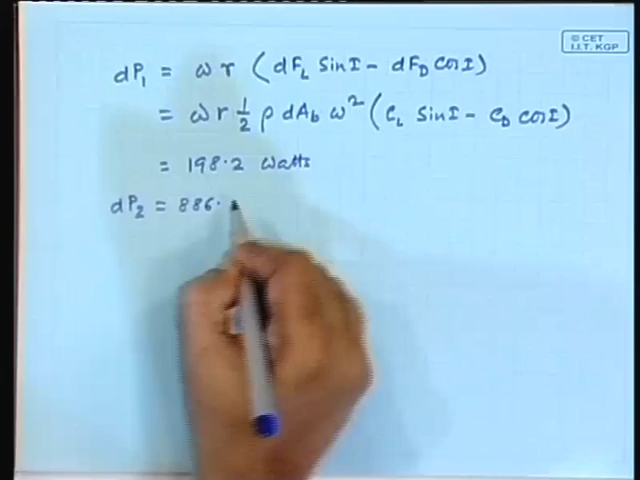 © CET
I.I.T. KGP
dP₁ = ω r (dF_L Sin I - dF_D Cos I)
= ω r ½ ρ dA_b w² (C_L Sin I - C_D Cos I)
= 198.2 Watts
dP₂ = 886.